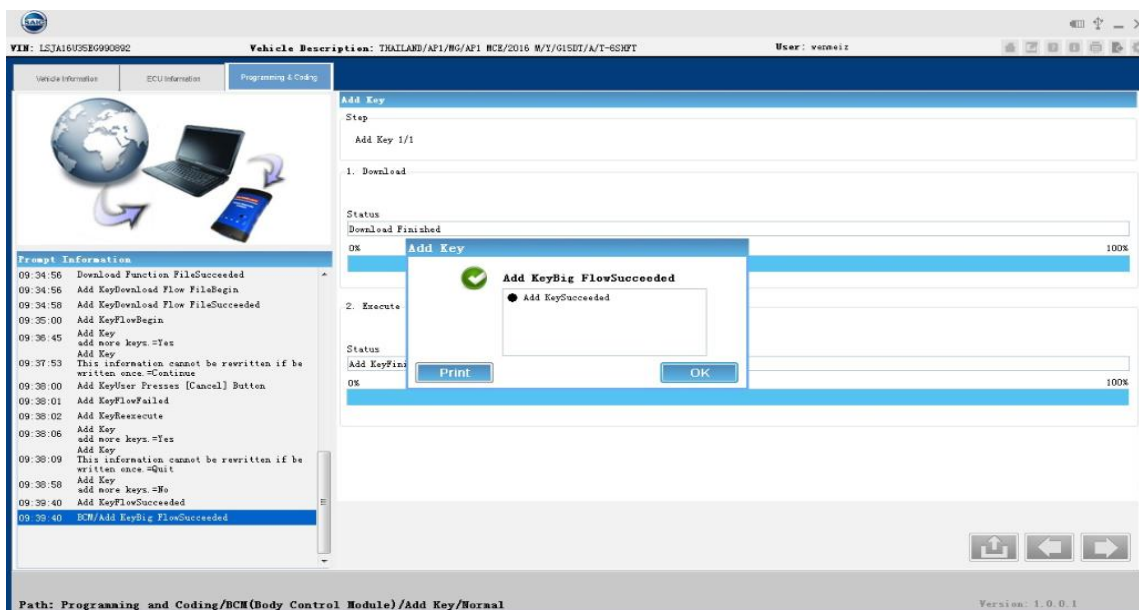 SAIC
VIN: LSJA16U35EG990892 Vehicle Description: THAILAND/AP1/MG/AP1 MCE/2016 M/Y/G15DT/A/T-6SHFT User: venmeiz
Vehicle Information ECU Information Programming & Coding
Add Key
Step
Add Key 1/1
1. Download
Status
Download Finished
0% 100%
Add Key
Add KeyBig FlowSucceeded
Add KeySucceeded
Print OK
2. Execute
Status
Add KeyFini
0% 100%
Prompt Information
09:34:56 Download Function FileSucceeded
09:34:56 Add KeyDownload Flow FileBegin
09:34:58 Add KeyDownload Flow FileSucceeded
09:35:00 Add KeyFlowBegin
09:36:45 Add Key
add more keys.=Yes
09:37:53 Add Key
This information cannot be rewritten if be
written once.=Continue
09:38:00 Add KeyUser Presses [Cancel] Button
09:38:01 Add KeyFlowFailed
09:38:02 Add KeyReexecute
09:38:06 Add Key
add more keys.=Yes
09:38:09 Add Key
This information cannot be rewritten if be
written once.=Quit
09:38:58 Add Key
add more keys.=No
09:39:40 Add KeyFlowSucceeded
09:39:40 BCM/Add KeyBig FlowSucceeded
Path: Programming and Coding/BCM(Body Control Module)/Add Key/Normal Version: 1.0.0.1